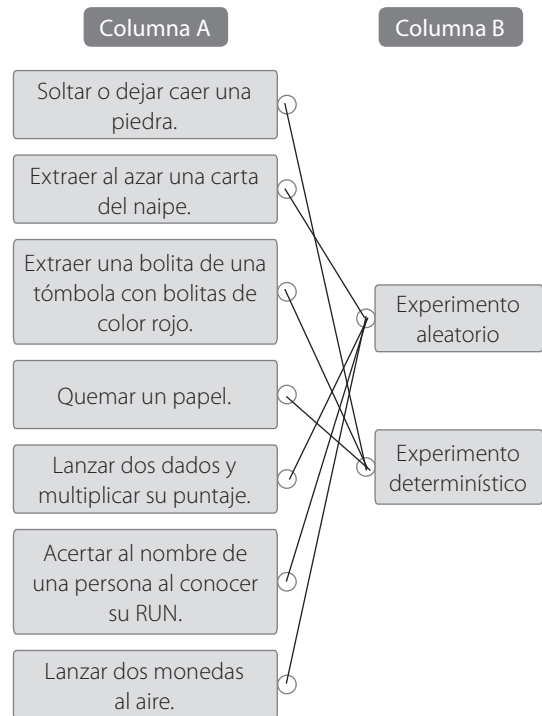 Columna A
Columna B
Soltar o dejar caer una
piedra.
Extraer al azar una carta
del naipe.
Extraer una bolita de una
tómbola con bolitas de
color rojo.
Quemar un papel.
Lanzar dos dados y
multiplicar su puntaje.
Acertar al nombre de
una persona al conocer
su RUN.
Lanzar dos monedas
al aire.
Experimento
aleatorio
Experimento
determinístico